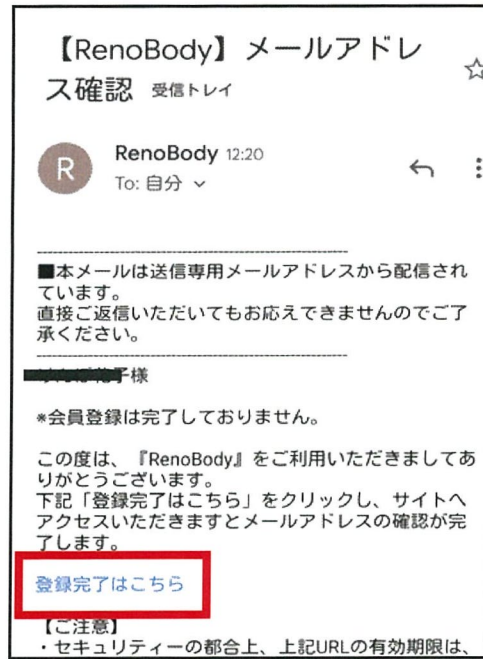 【RenoBody】メールアドレ
ス確認 受信トレイ
R
RenoBody 12:20
To: 自分
■本メールは送信専用メールアドレスから配信され
ています。
直接ご返信いただいてもお応えできませんのでご了
承ください。
様
*会員登録は完了しておりません。
この度は、『RenoBody』をご利用いただきましてあ
りがとうございます。
下記「登録完了はこちら」をクリックし、サイトへ
アクセスいただきますとメールアドレスの確認が完
了します。
登録完了はこちら
【ご注意】
・セキュリティーの都合上、上記URLの有効期限は、